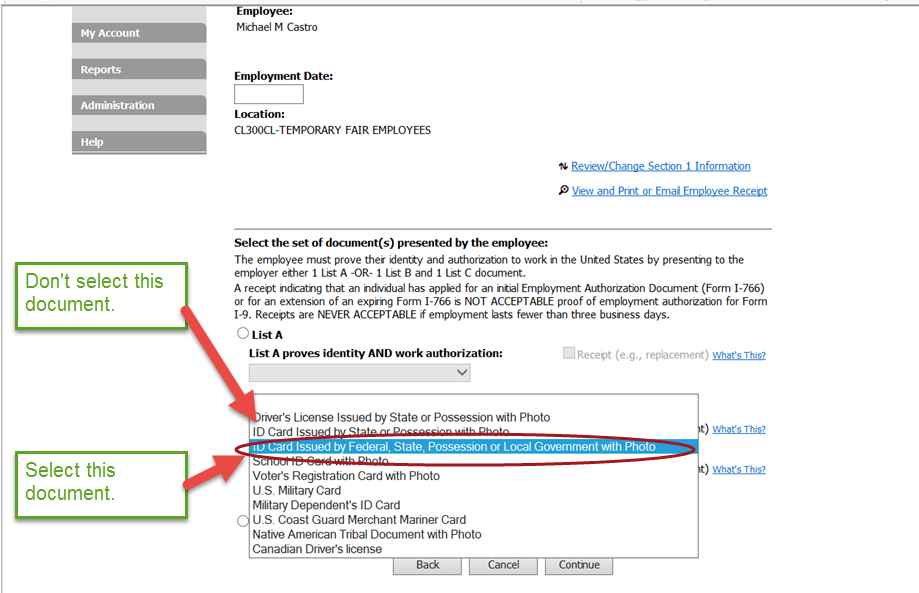 Employee:
Michael M Castro
My Account
Reports
Administration
Help
Employment Date:
Location:
CL300CL-TEMPORARY FAIR EMPLOYEES
Review/Change Section 1 Information
View and Print or Email Employee Receipt
Select the set of document(s) presented by the employee:
The employee must prove their identity and authorization to work in the United States by presenting to the
employer either 1 List A -OR- 1 List B and 1 List C document.
A receipt indicating that an individual has applied for an initial Employment Authorization Document (Form I-766)
or for an extension of an expiring Form I-766 is NOT ACCEPTABLE proof of employment authorization for Form
I-9. Receipts are NEVER ACCEPTABLE if employment lasts fewer than three business days.
Don't select this
document.
List A
List A proves identity AND work authorization:
Receipt (e.g., replacement) What's This?
Driver's License Issued by State or Possession with Photo
ID Card Issued by State or Possession with Photo
t) What's This?
ID Card Issued by Federal, State, Possession or Local Government with Photo
School ID Card with Photo
t) What's This?
Select this
document.
Voter's Registration Card with Photo
U.S. Military Card
Military Dependent's ID Card
U.S. Coast Guard Merchant Mariner Card
Native American Tribal Document with Photo
Canadian Driver's license
Back
Cancel
Continue